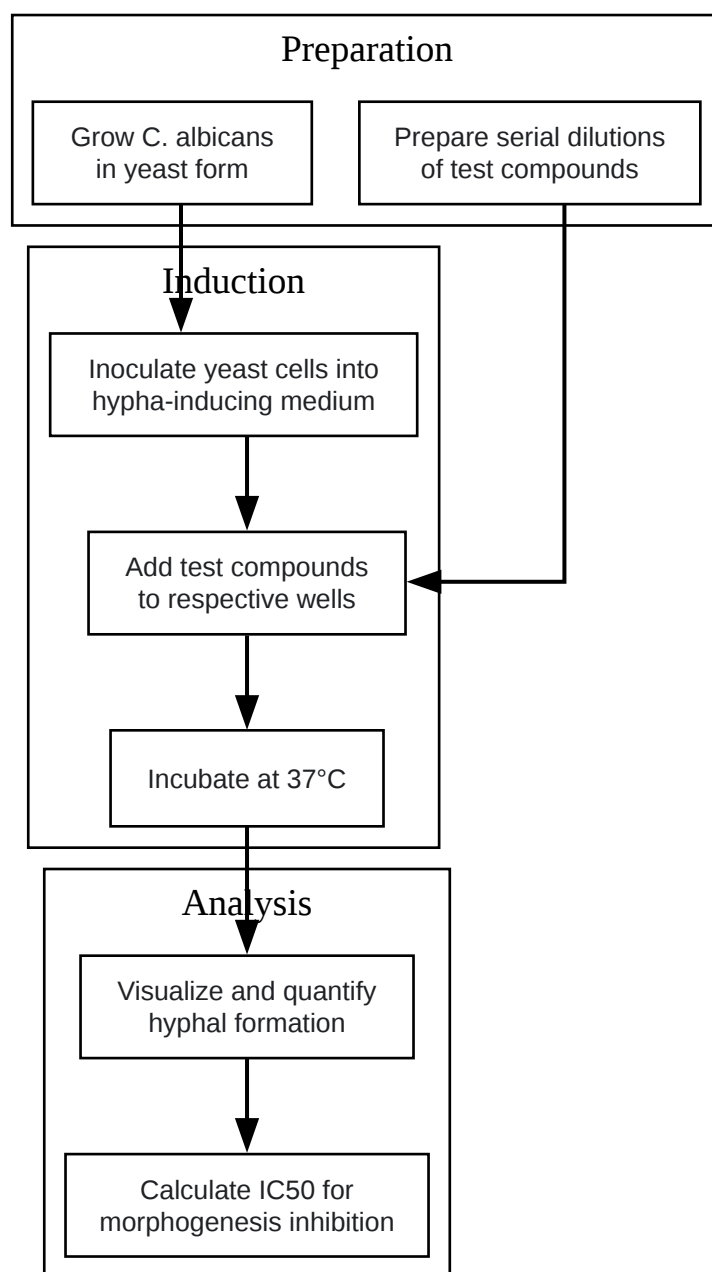 Preparation
Grow C. albicans
in yeast form
Prepare serial dilutions
of test compounds
Induction
Inoculate yeast cells into
hypha-inducing medium
Add test compounds
to respective wells
Incubate at 37°C
Analysis
Visualize and quantify
hyphal formation
Calculate IC50 for
morphogenesis inhibition